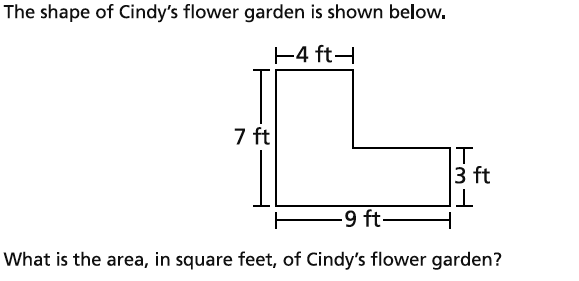 The shape of Cindy's flower garden is shown below.
4 ft
7 ft
3 ft
9 ft
What is the area, in square feet, of Cindy's flower garden?